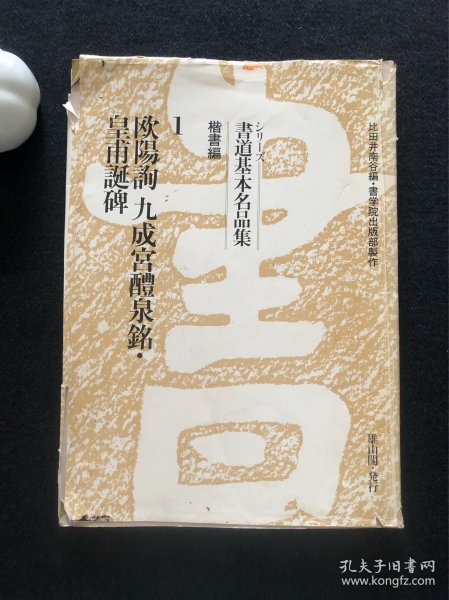 比田井南谷編・書学院出版部製作
雄山閣・発行
シリーズ
書道基本名品集
楷書編
1
欧陽詢 九成宮醴泉銘・
皇甫誕碑
書
孔夫子旧书网
www.kongfz.com